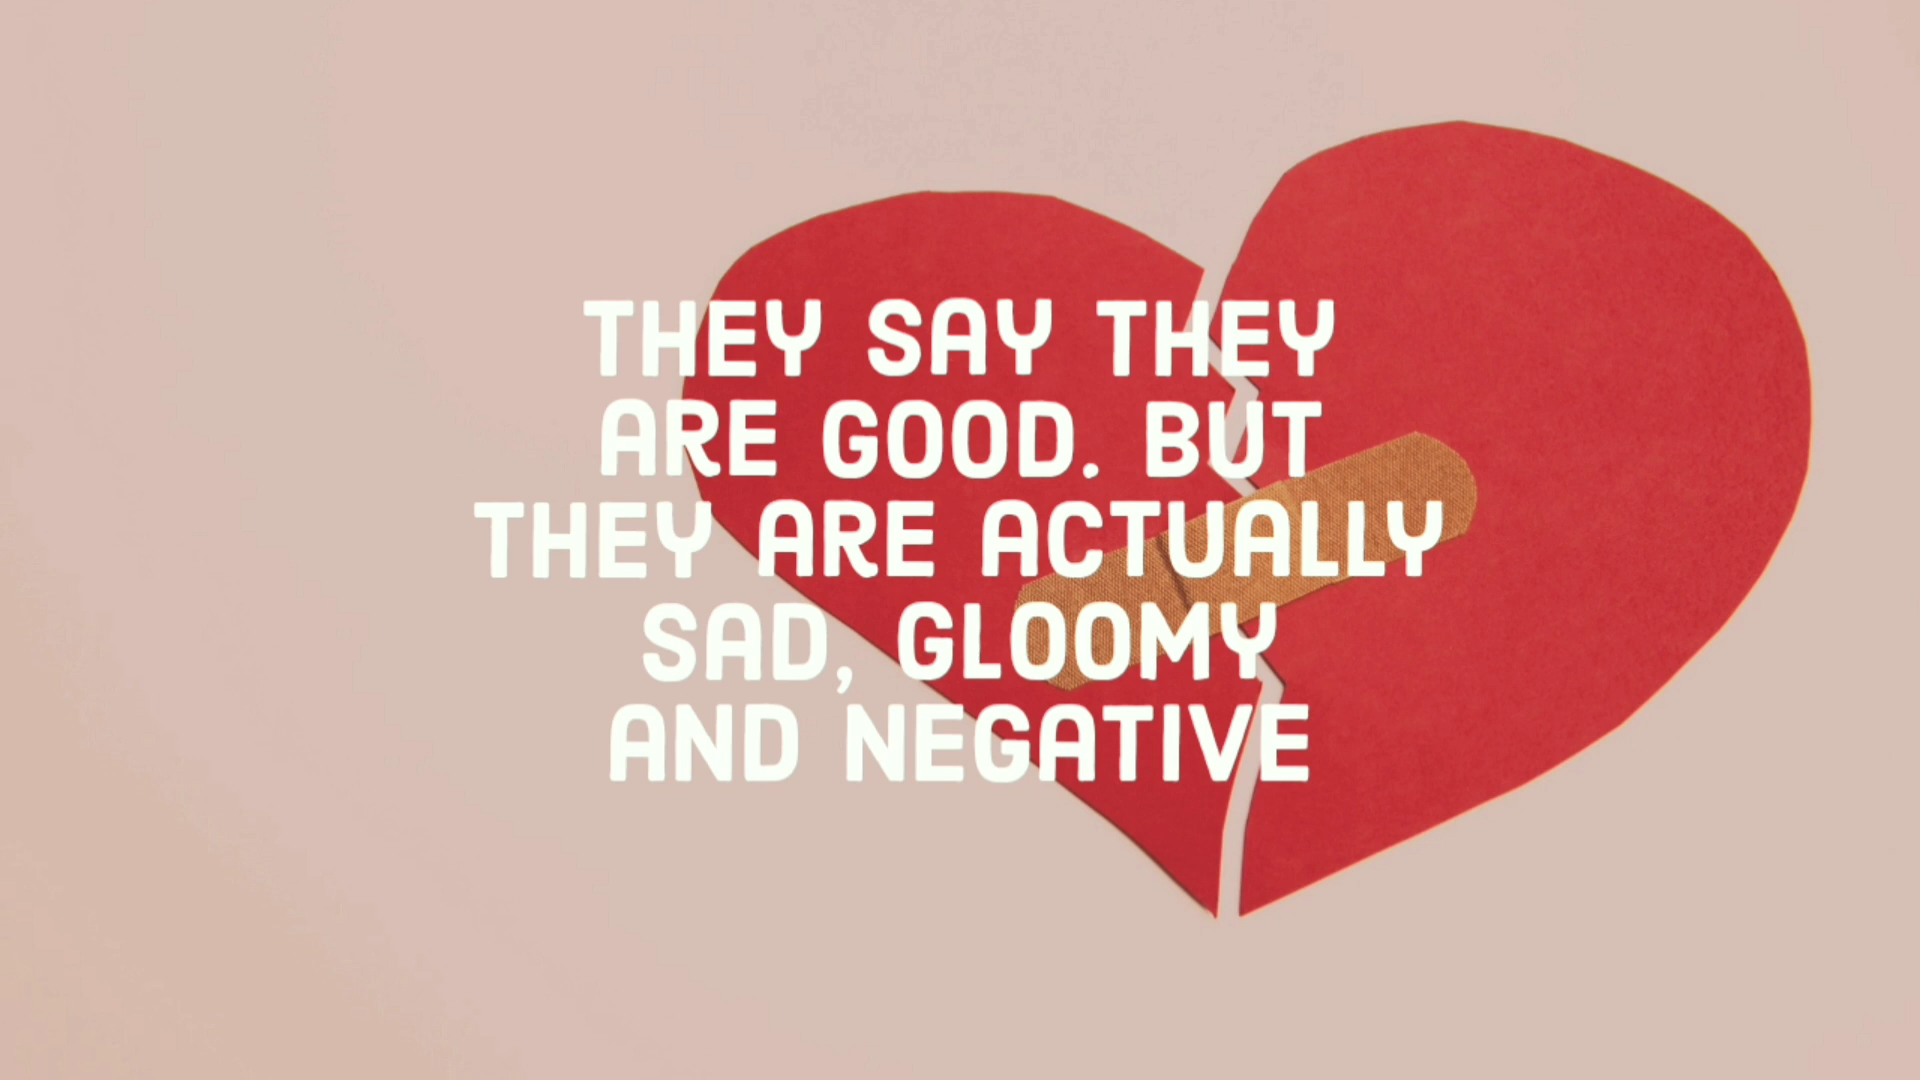 THEY SAY THEY
ARE GOOD. BUT
THEY ARE ACTUALLY
SAD, GLOOMY
AND NEGATIVE